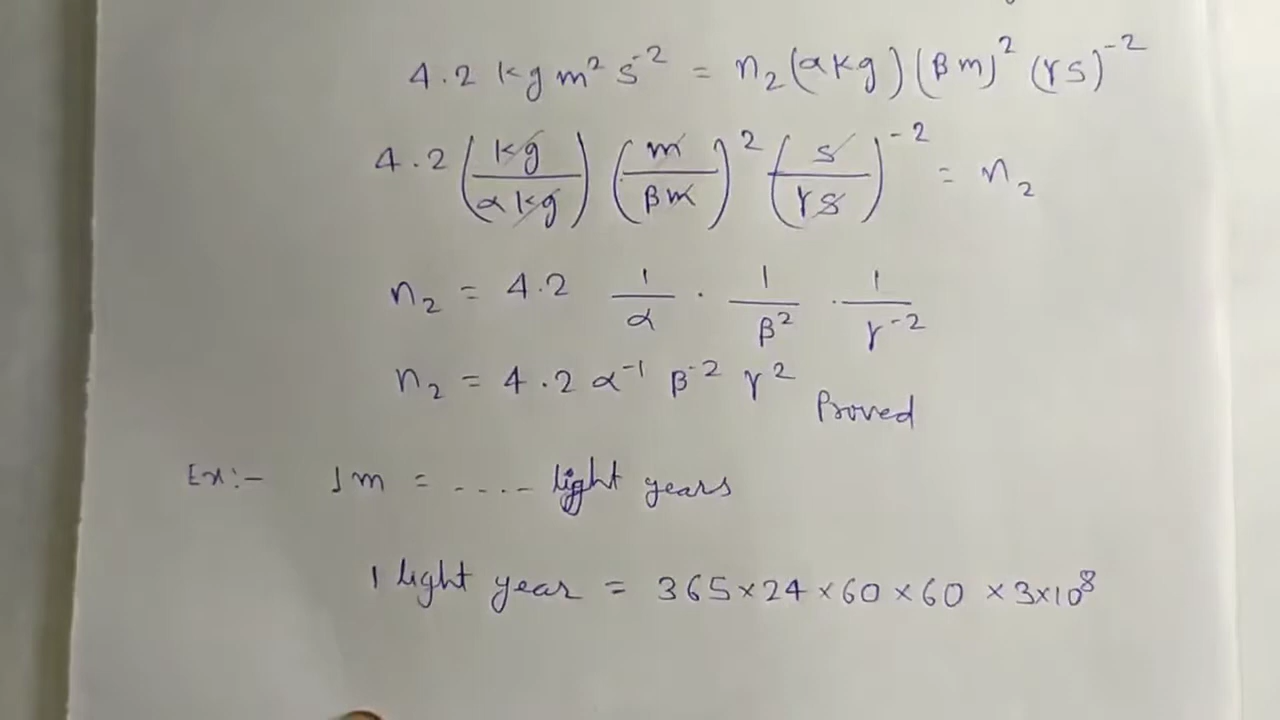 4.2 kg m² s⁻² = n₂ (α kg) (β m)² (γ s)⁻²
4.2 (kg/α kg) (m/β m)² (s/γ s)⁻² = n₂
n₂ = 4.2 1/α · 1/β² · 1/γ⁻²
n₂ = 4.2 α⁻¹ β⁻² γ²
Proved
Ex:- 1 m = .... light years
1 light year = 365 × 24 × 60 × 60 × 3×10⁸